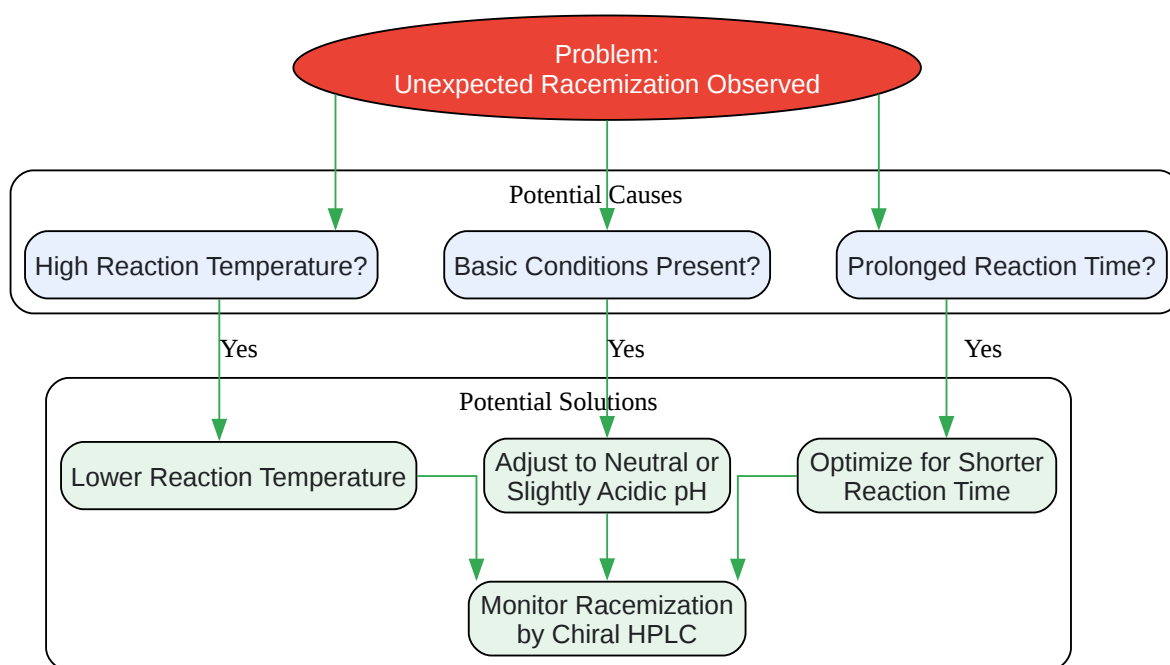 Problem:
Unexpected Racemization Observed
Potential Causes
High Reaction Temperature?
Basic Conditions Present?
Prolonged Reaction Time?
Yes
Yes
Yes
Potential Solutions
Lower Reaction Temperature
Adjust to Neutral or
Slightly Acidic pH
Optimize for Shorter
Reaction Time
Monitor Racemization
by Chiral HPLC